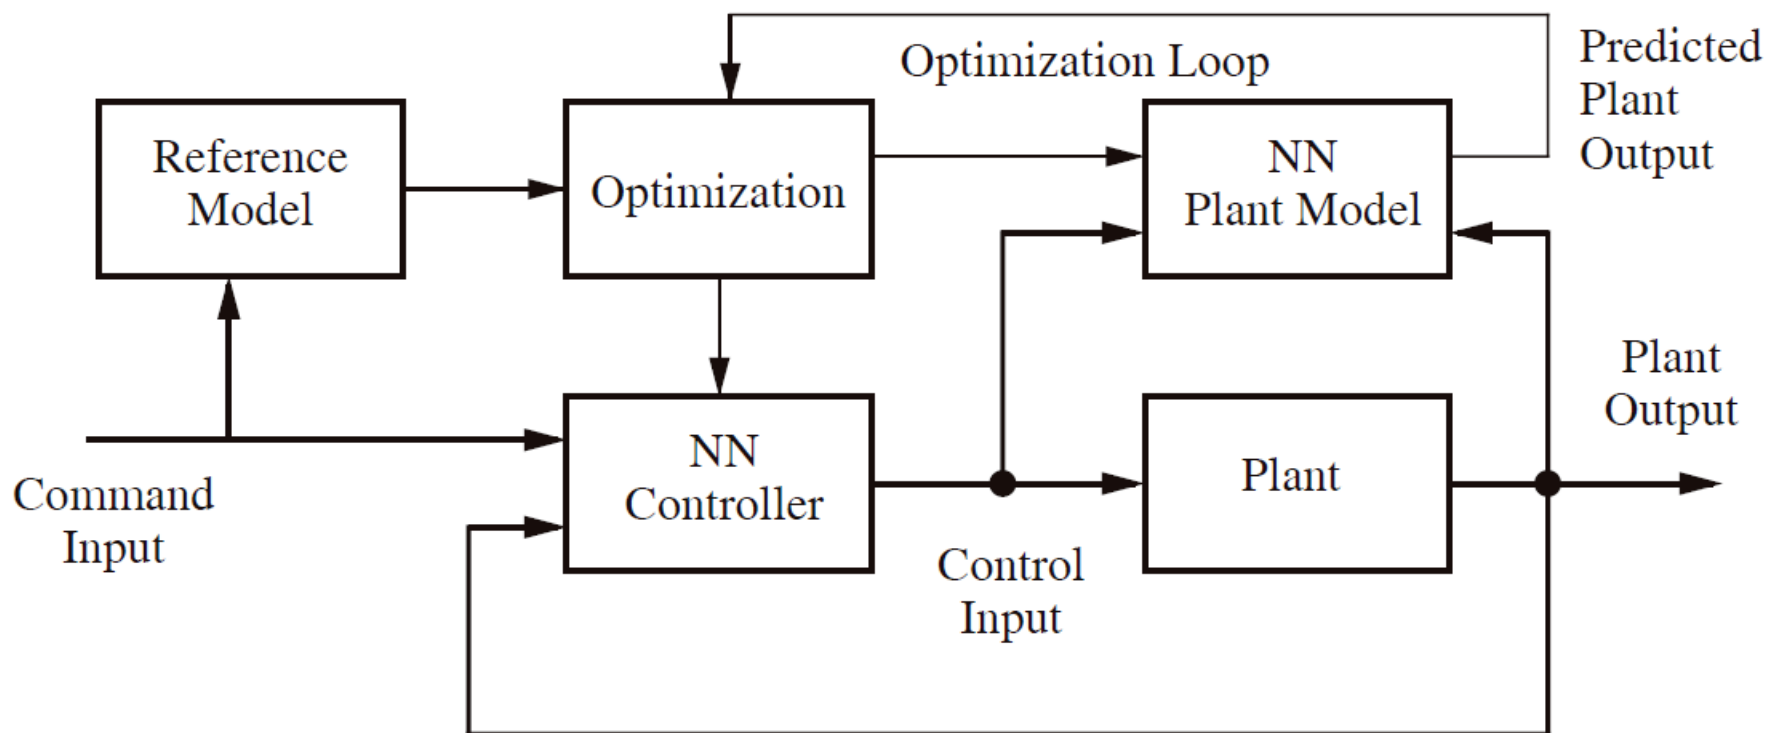 Optimization Loop
Predicted
Plant
Output
Reference
Model
Optimization
NN
Plant Model
Plant
Output
Command
Input
NN
Controller
Control
Input
Plant